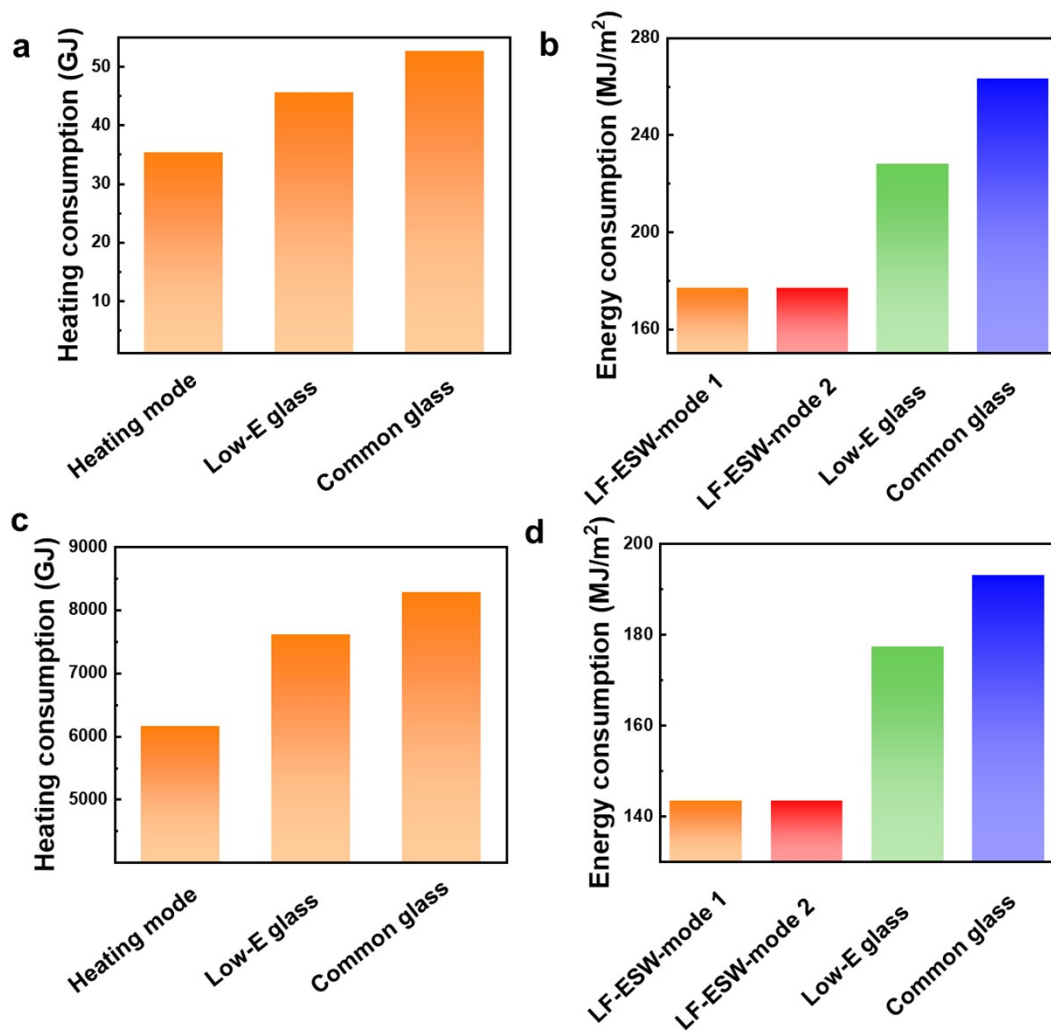 a
Heating consumption (GJ)
50
40
30
20
10
Heating mode
Low-E glass
Common glass
b
Energy consumption (MJ/m²)
280
240
200
160
LF-ESW-mode 1
LF-ESW-mode 2
Low-E glass
Common glass
c
Heating consumption (GJ)
9000
8000
7000
6000
5000
Heating mode
Low-E glass
Common glass
d
Energy consumption (MJ/m²)
200
180
160
140
LF-ESW-mode 1
LF-ESW-mode 2
Low-E glass
Common glass